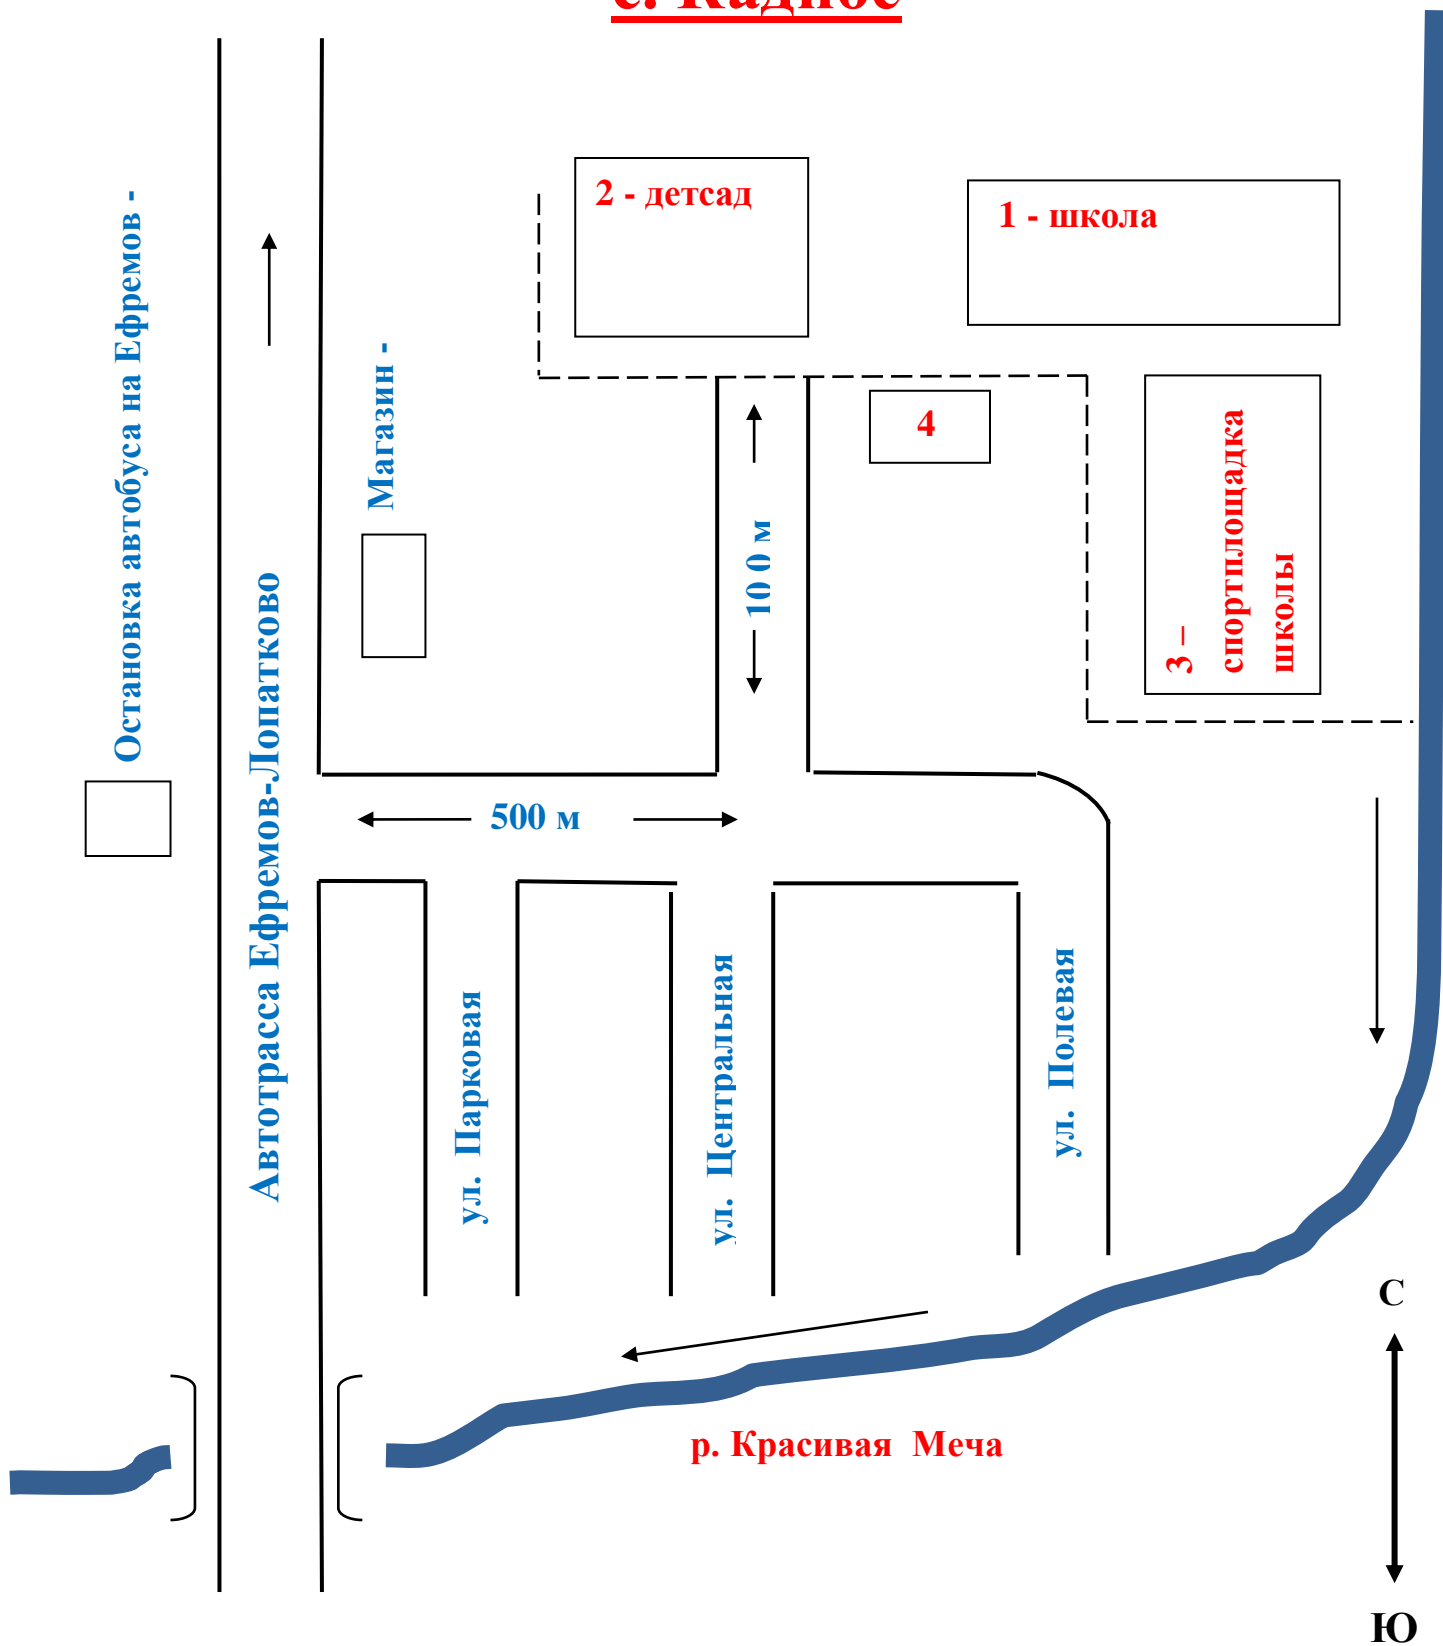 2 - детсад
1 - школа
Остановка автобуса на Ефремов -
Магазин -
4
3 –
спортплощадка
школы
10 0 м
Автотрасса Ефремов-Лопатково
500 м
ул. Парковая
ул. Центральная
ул. Полевая
р. Красивая Меча
С
Ю